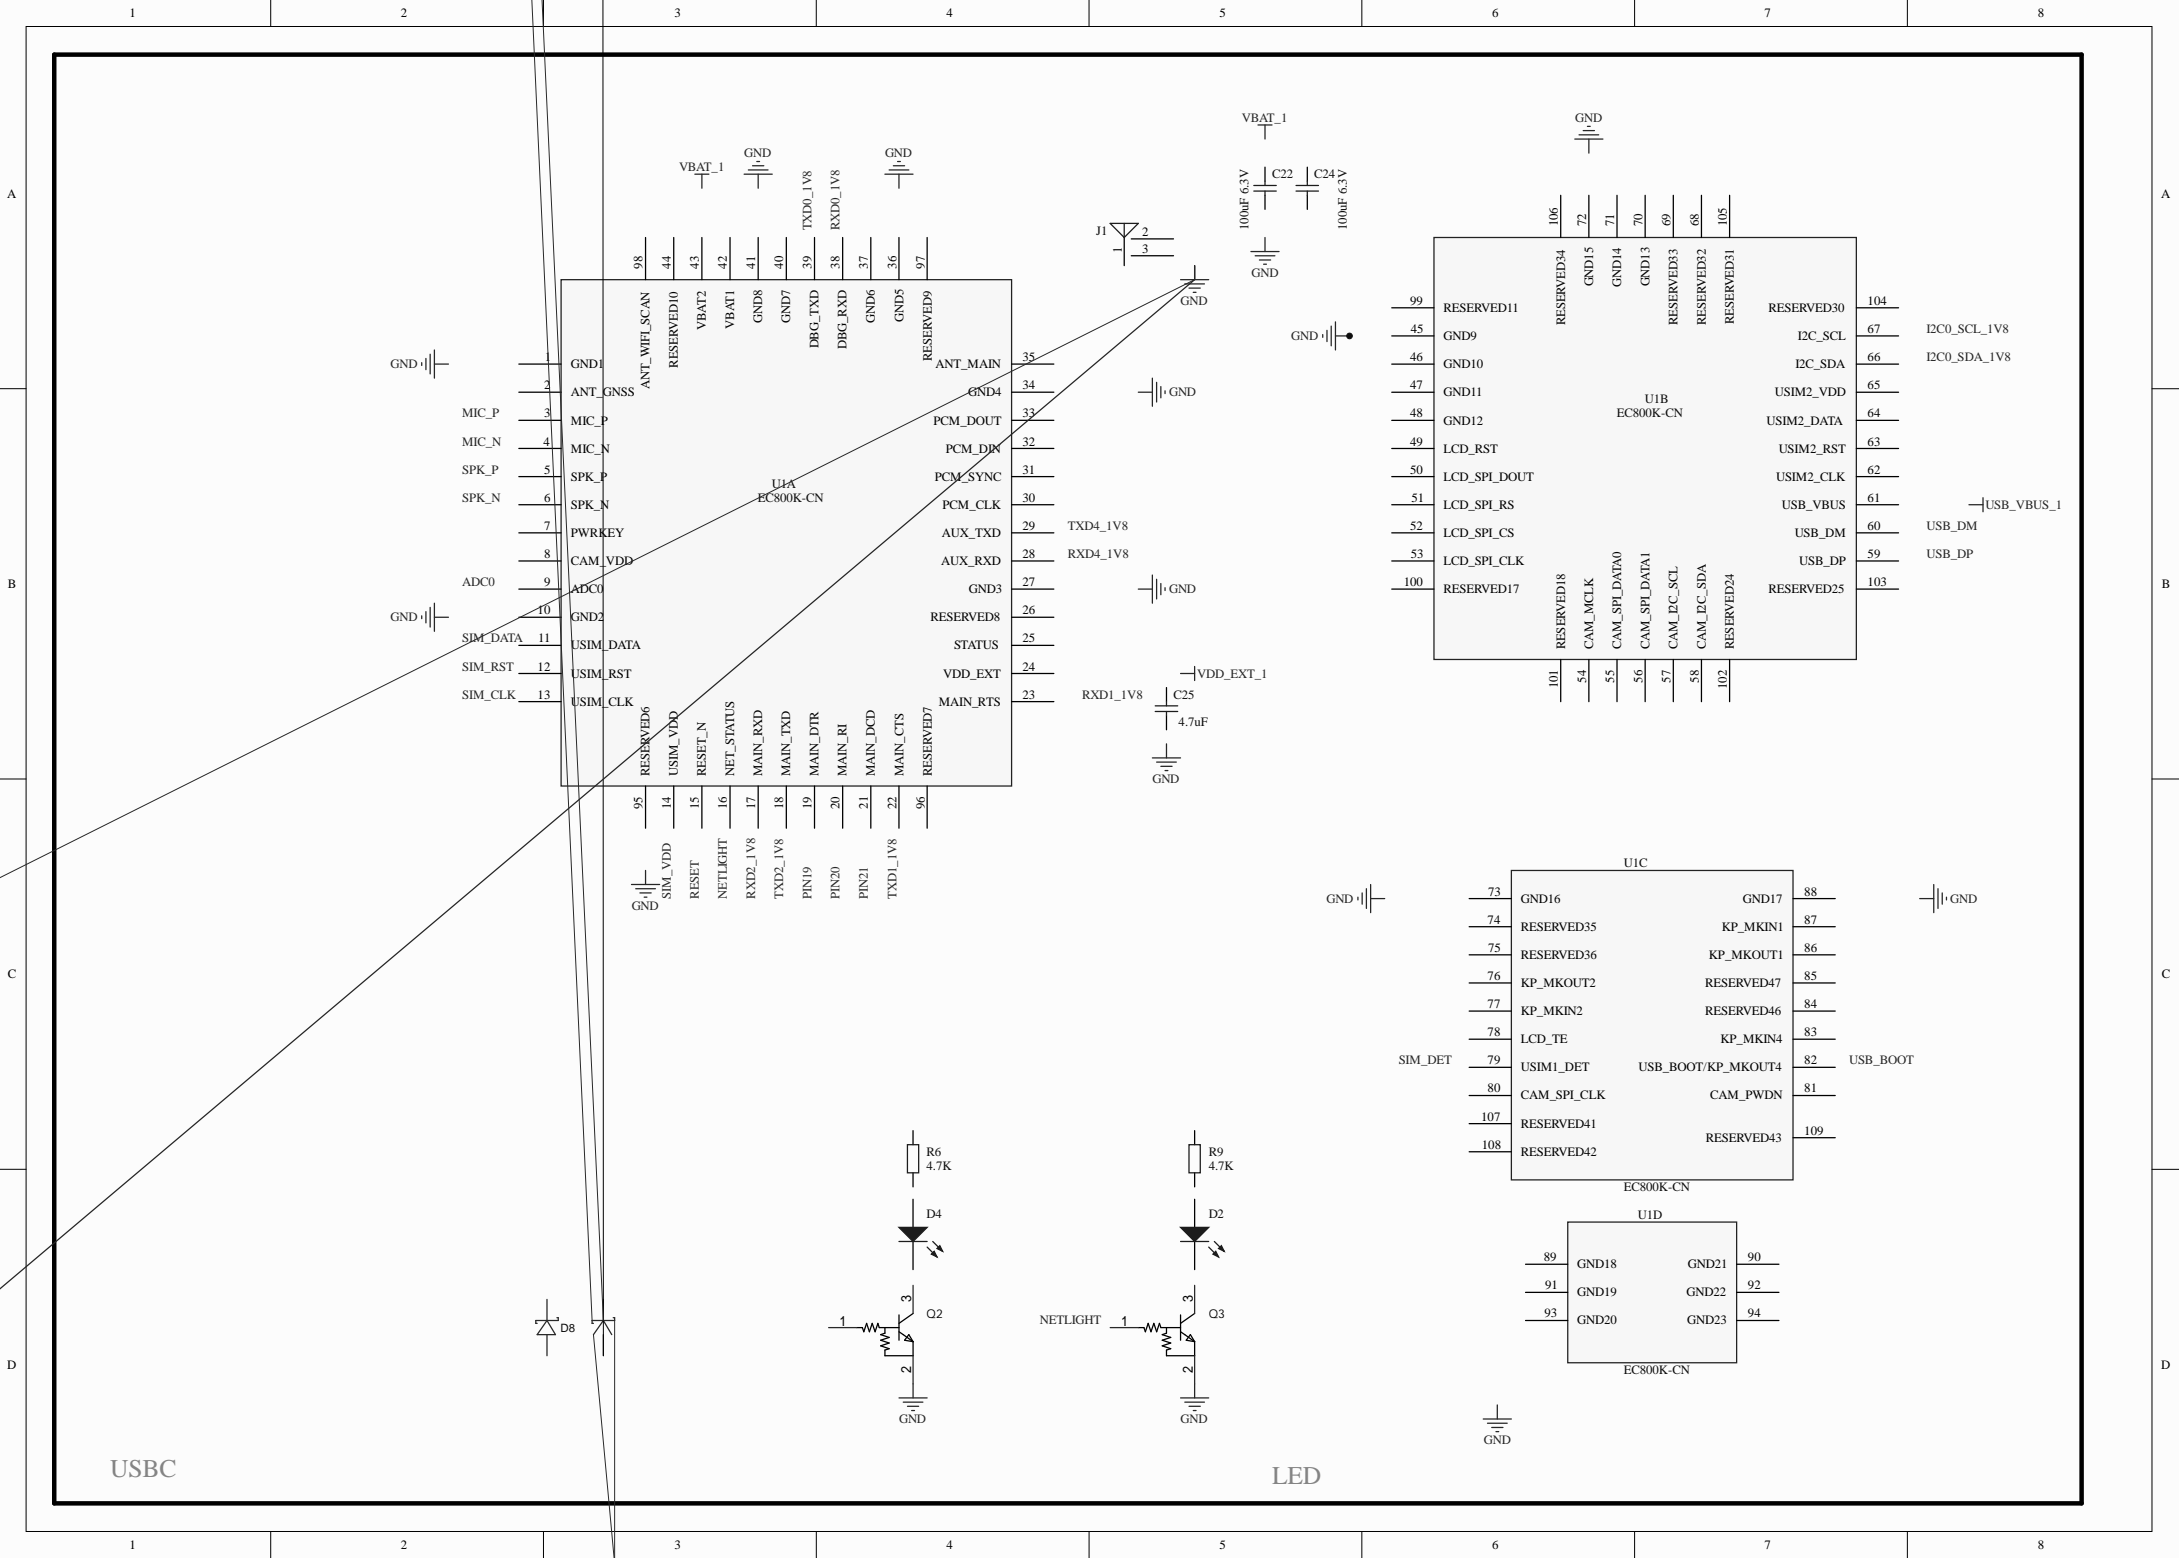 1 2 3 4 5 6 7 8
A A
B B
C C
D D
VBAT_1
GND
TXD0_1V8
RXD0_1V8
GND
98 44 43 42 41 40 39 38 37 36 97
ANT_WIFI_SCAN
RESERVED10
VBAT2
VBAT1
GND8
GND7
DBG_TXD
DBG_RXD
GND6
GND5
RESERVED9
GND
1 GND1
2 ANT_GNSS
MIC_P 3 MIC_P
MIC_N 4 MIC_N
SPK_P 5 SPK_P
SPK_N 6 SPK_N
7 PWRKEY
8 CAM_VDD
ADC0 9 ADC0
GND 10 GND2
SIM_DATA 11 USIM_DATA
SIM_RST 12 USIM_RST
SIM_CLK 13 USIM_CLK
U1A
EC800K-CN
ANT_MAIN 35
GND4 34 GND
PCM_DOUT 33
PCM_DIN 32
PCM_SYNC 31
PCM_CLK 30
AUX_TXD 29 TXD4_1V8
AUX_RXD 28 RXD4_1V8
GND3 27 GND
RESERVED8 26
STATUS 25
VDD_EXT 24 VDD_EXT_1
MAIN_RTS 23 RXD1_1V8
C25
4.7uF
GND
RESERVED6
USIM_VDD
RESET_N
NET_STATUS
MAIN_RXD
MAIN_TXD
MAIN_DTR
MAIN_RI
MAIN_DCD
MAIN_CTS
RESERVED7
95 14 15 16 17 18 19 20 21 22 96
GND
SIM_VDD
RESET
NETLIGHT
RXD2_1V8
TXD2_1V8
PIN19
PIN20
PIN21
TXD1_1V8
J1
1
2
3
GND
VBAT_1
C22
100uF 6.3V
C24
100uF 6.3V
GND
GND
106 72 71 70 69 68 105
RESERVED34
GND15
GND14
GND13
RESERVED33
RESERVED32
RESERVED31
99 RESERVED11
GND 45 GND9
46 GND10
47 GND11
48 GND12
49 LCD_RST
50 LCD_SPI_DOUT
51 LCD_SPI_RS
52 LCD_SPI_CS
53 LCD_SPI_CLK
100 RESERVED17
U1B
EC800K-CN
RESERVED30 104
I2C_SCL 67 I2C0_SCL_1V8
I2C_SDA 66 I2C0_SDA_1V8
USIM2_VDD 65
USIM2_DATA 64
USIM2_RST 63
USIM2_CLK 62
USB_VBUS 61 USB_VBUS_1
USB_DM 60 USB_DM
USB_DP 59 USB_DP
RESERVED25 103
RESERVED18
CAM_MCLK
CAM_SPI_DATA0
CAM_SPI_DATA1
CAM_I2C_SCL
CAM_I2C_SDA
RESERVED24
101 54 55 56 57 58 102
U1C
GND 73 GND16
74 RESERVED35
75 RESERVED36
76 KP_MKOUT2
77 KP_MKIN2
78 LCD_TE
SIM_DET 79 USIM1_DET
80 CAM_SPI_CLK
107 RESERVED41
108 RESERVED42
GND17 88 GND
KP_MKIN1 87
KP_MKOUT1 86
RESERVED47 85
RESERVED46 84
KP_MKIN4 83
USB_BOOT/KP_MKOUT4 82 USB_BOOT
CAM_PWDN 81
RESERVED43 109
EC800K-CN
U1D
89 GND18 GND21 90
91 GND19 GND22 92
93 GND20 GND23 94
EC800K-CN
GND
D8
R6
4.7K
D4
Q2
1
3
2
GND
R9
4.7K
D2
NETLIGHT
Q3
1
3
2
GND
USBC
LED
1 2 3 4 5 6 7 8